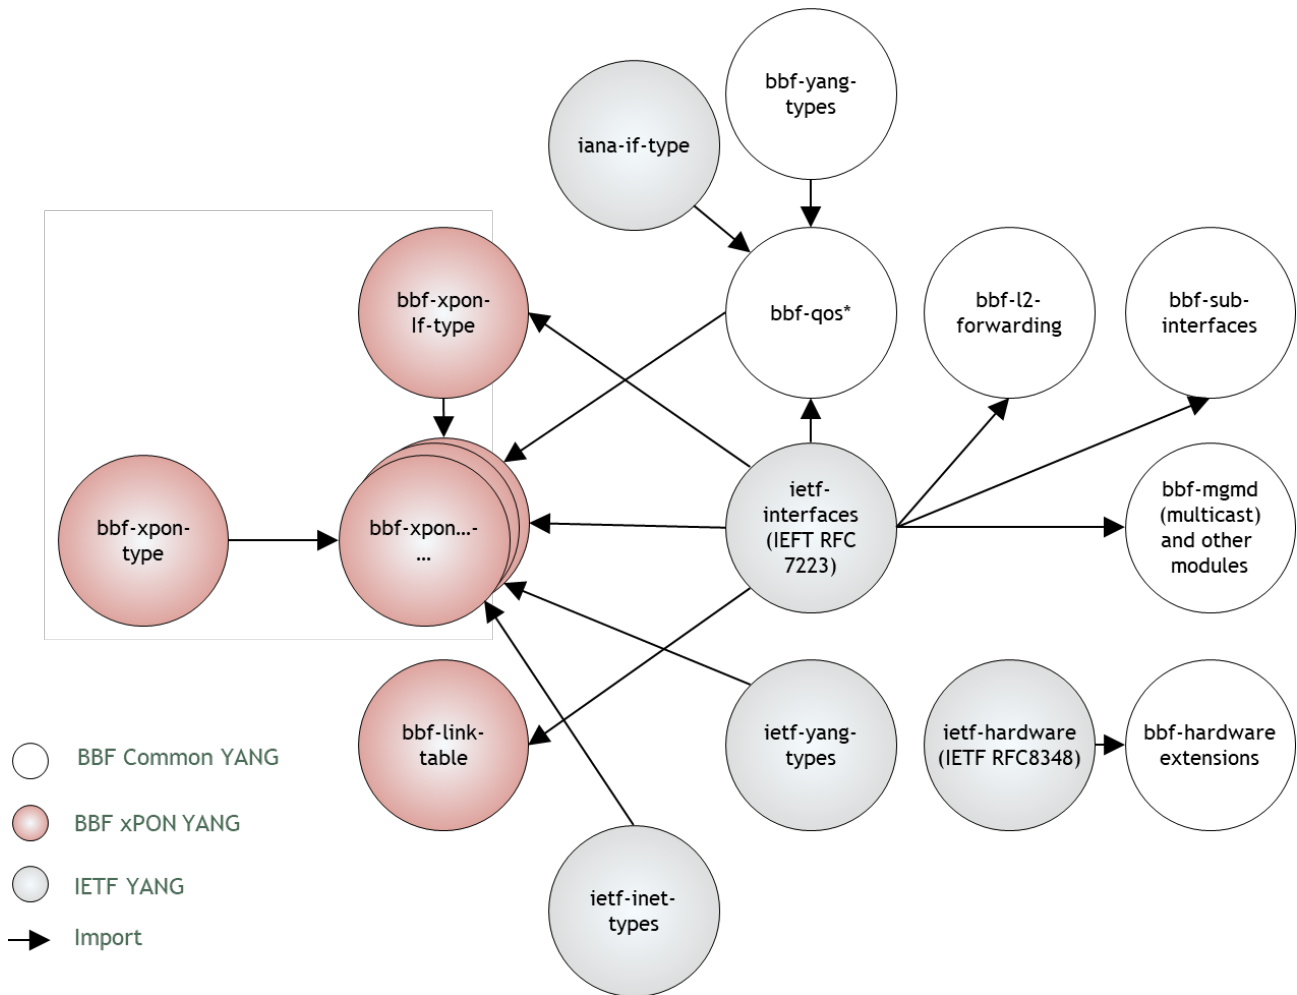 bbf-yang-
types
iana-if-type
bbf-xpon-
If-type
bbf-qos*
bbf-l2-
forwarding
bbf-sub-
interfaces
bbf-xpon-
type
bbf-xpon...-
...
ietf-
interfaces
(IEFT RFC
7223)
bbf-mgmd
(multicast)
and other
modules
bbf-link-
table
ietf-yang-
types
ietf-hardware
(IETF RFC8348)
bbf-hardware
extensions
ietf-inet-
types
BBF Common YANG
BBF xPON YANG
IETF YANG
Import